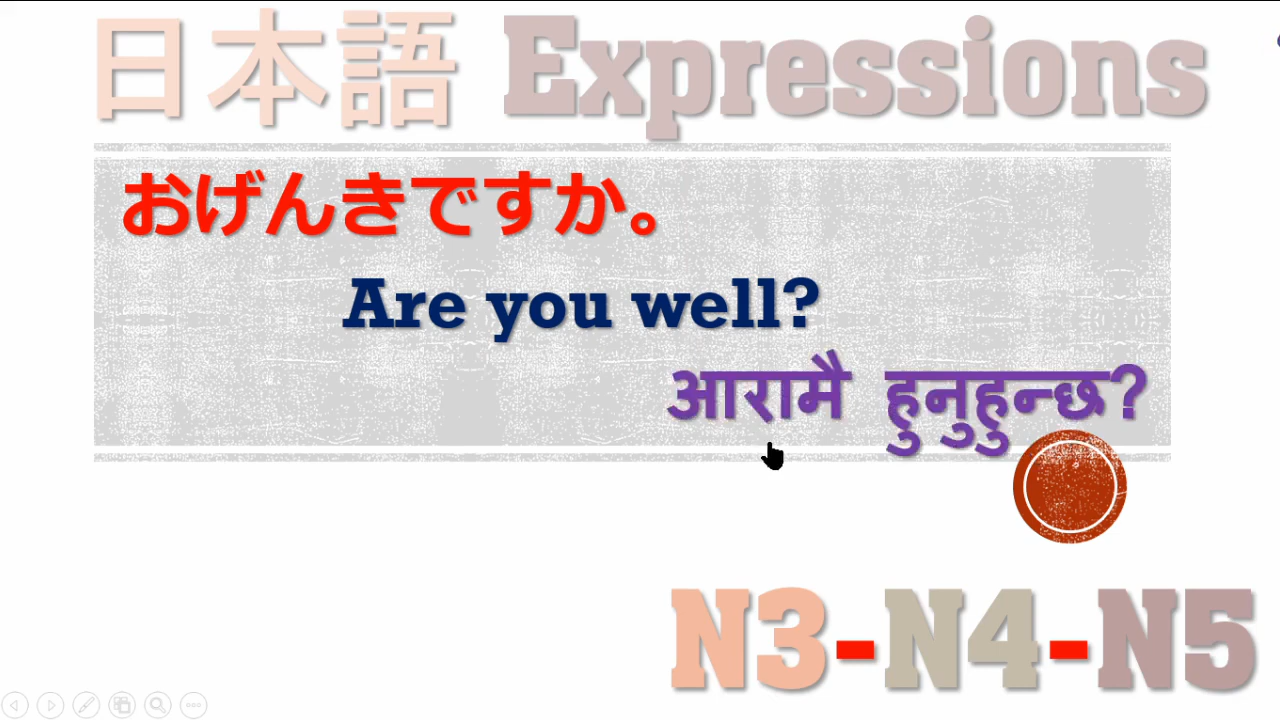 日本語 Expressions
おげんきですか。
Are you well?
आरामै हुनुहुन्छ?
N3-N4-N5